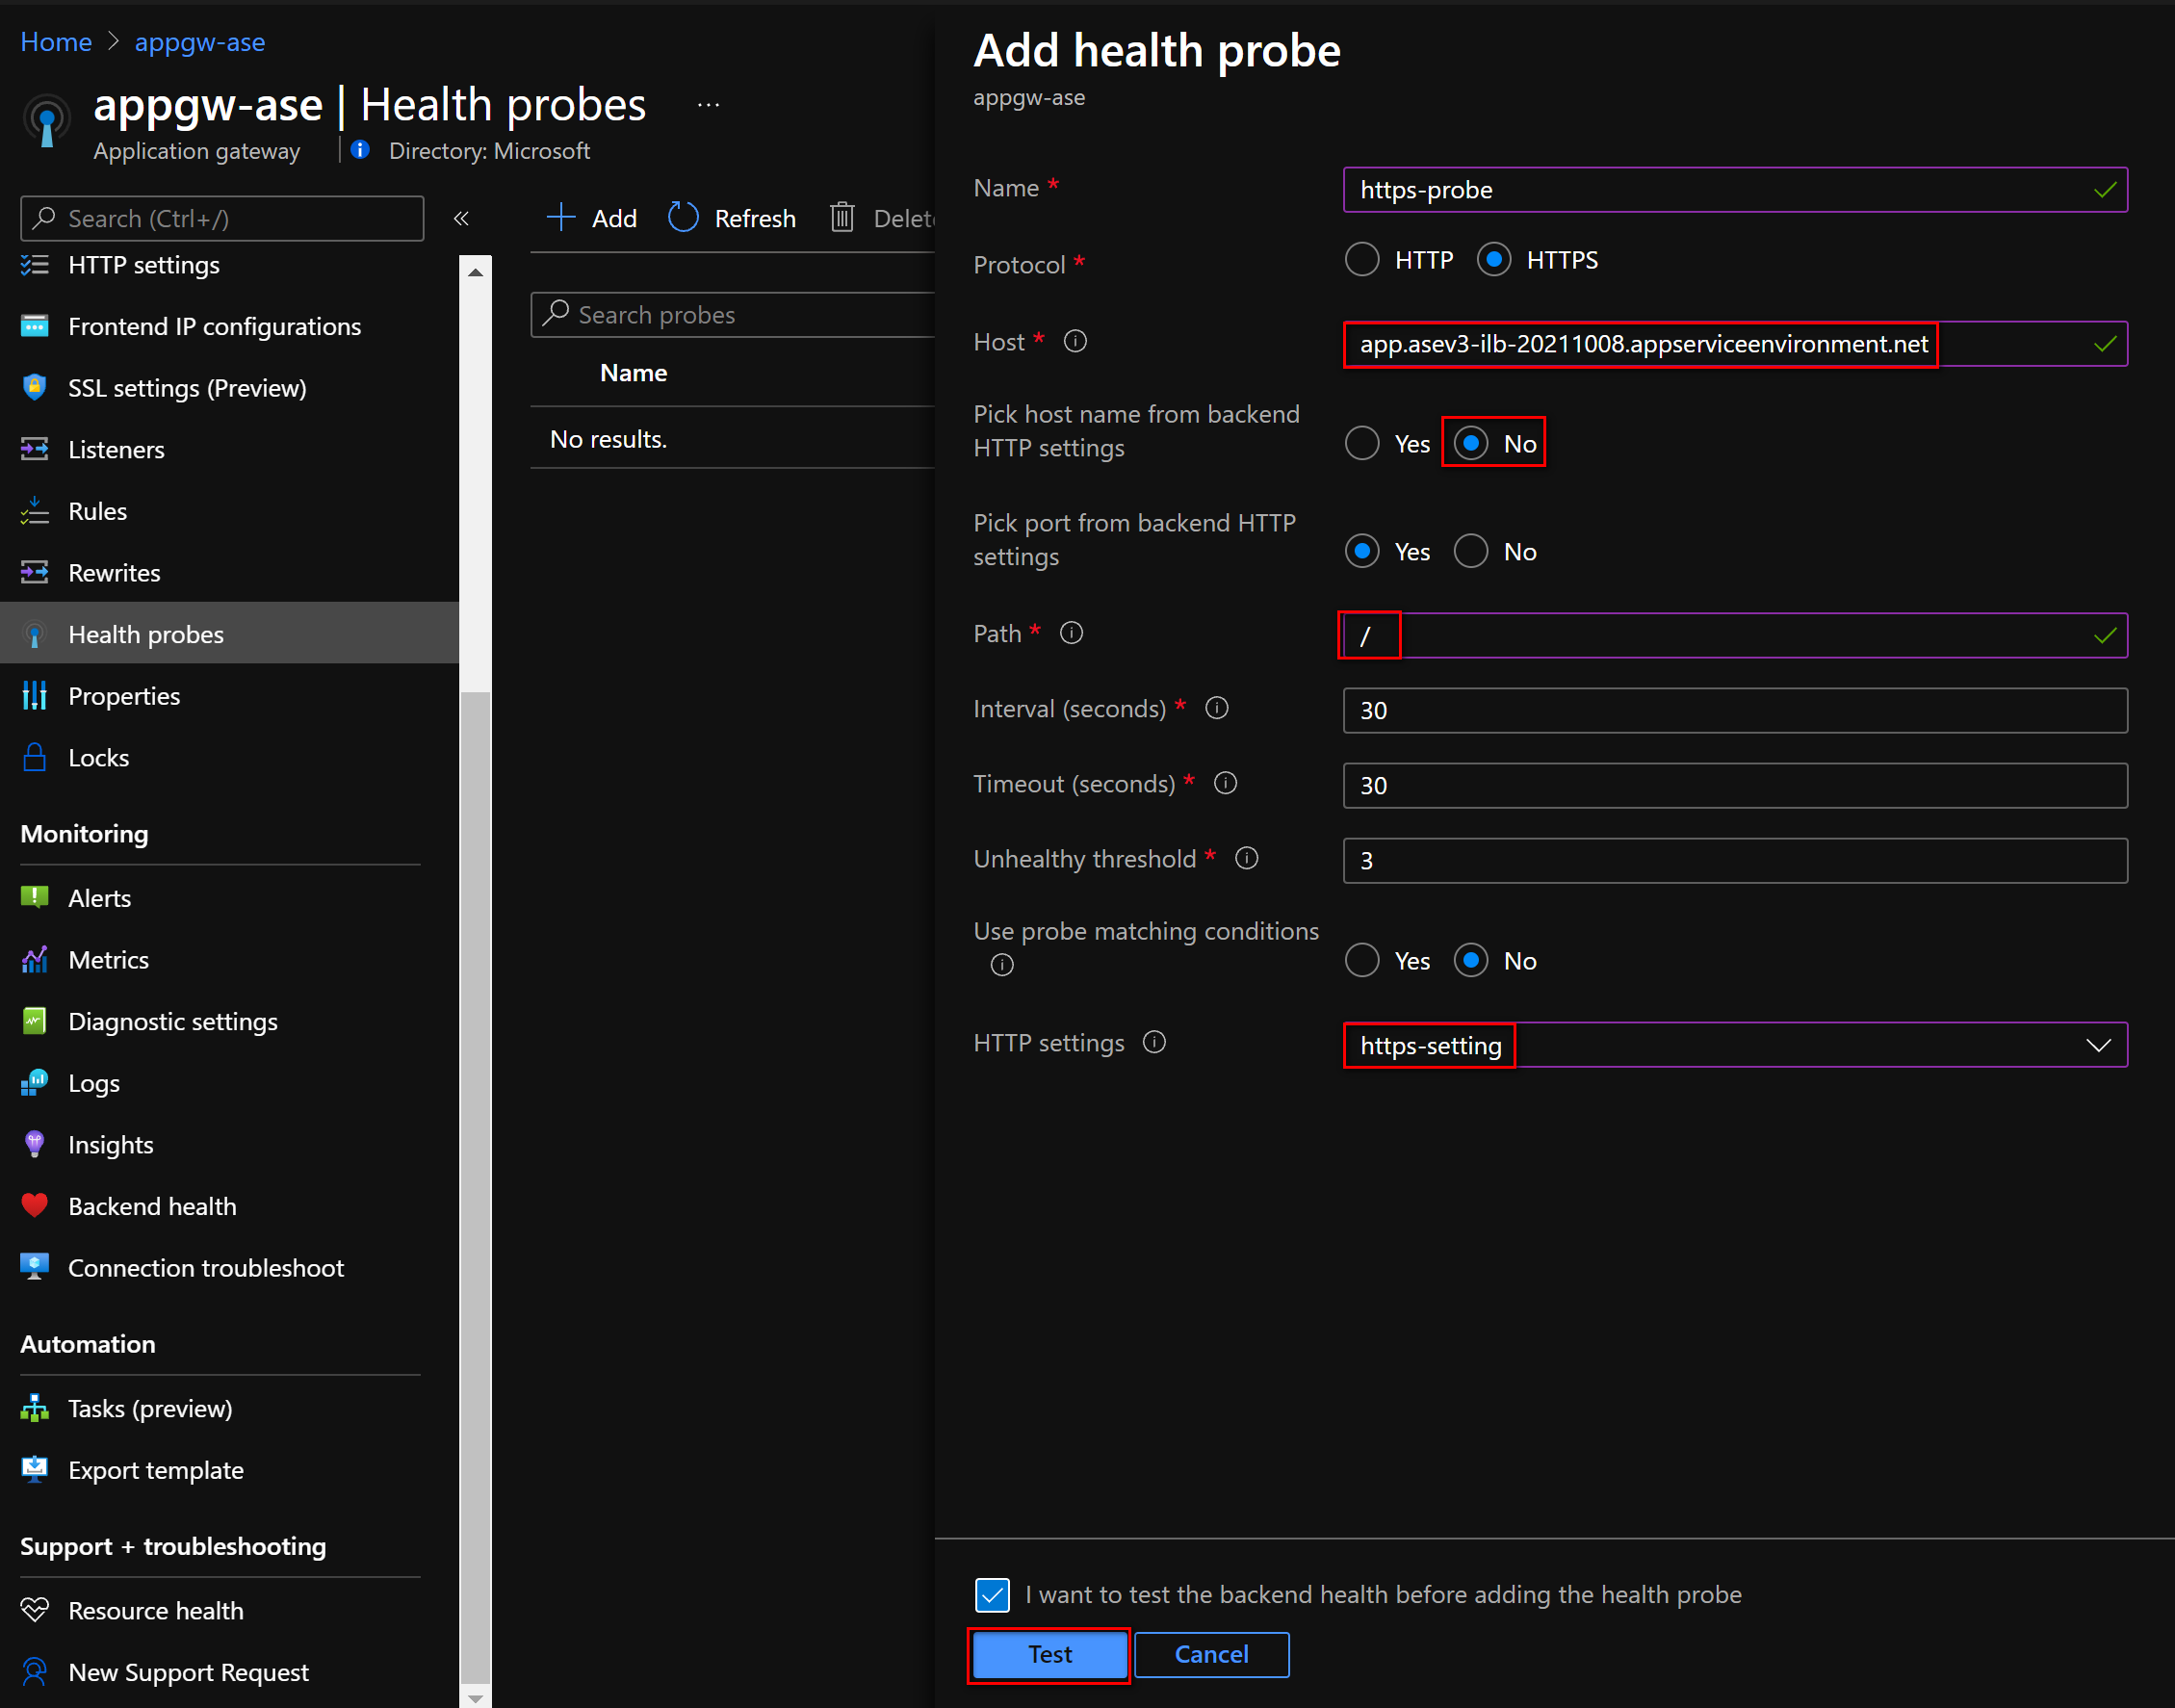 Home > appgw-ase
appgw-ase | Health probes ...
Application gateway
Directory: Microsoft
Search (Ctrl+/)
«
HTTP settings
Frontend IP configurations
SSL settings (Preview)
Listeners
Rules
Rewrites
Health probes
Properties
Locks
Monitoring
Alerts
Metrics
Diagnostic settings
Logs
Insights
Backend health
Connection troubleshoot
Automation
Tasks (preview)
Export template
Support + troubleshooting
Resource health
New Support Request
Add
Refresh
Delete
Search probes
Name
No results.
Add health probe
appgw-ase
Name *
https-probe
Protocol *
HTTP HTTPS
Host *
app.asev3-ilb-20211008.appserviceenvironment.net
Pick host name from backend
HTTP settings
Yes No
Pick port from backend HTTP
settings
Yes No
Path *
/
Interval (seconds) *
30
Timeout (seconds) *
30
Unhealthy threshold *
3
Use probe matching conditions
Yes No
HTTP settings
https-setting
I want to test the backend health before adding the health probe
Test
Cancel